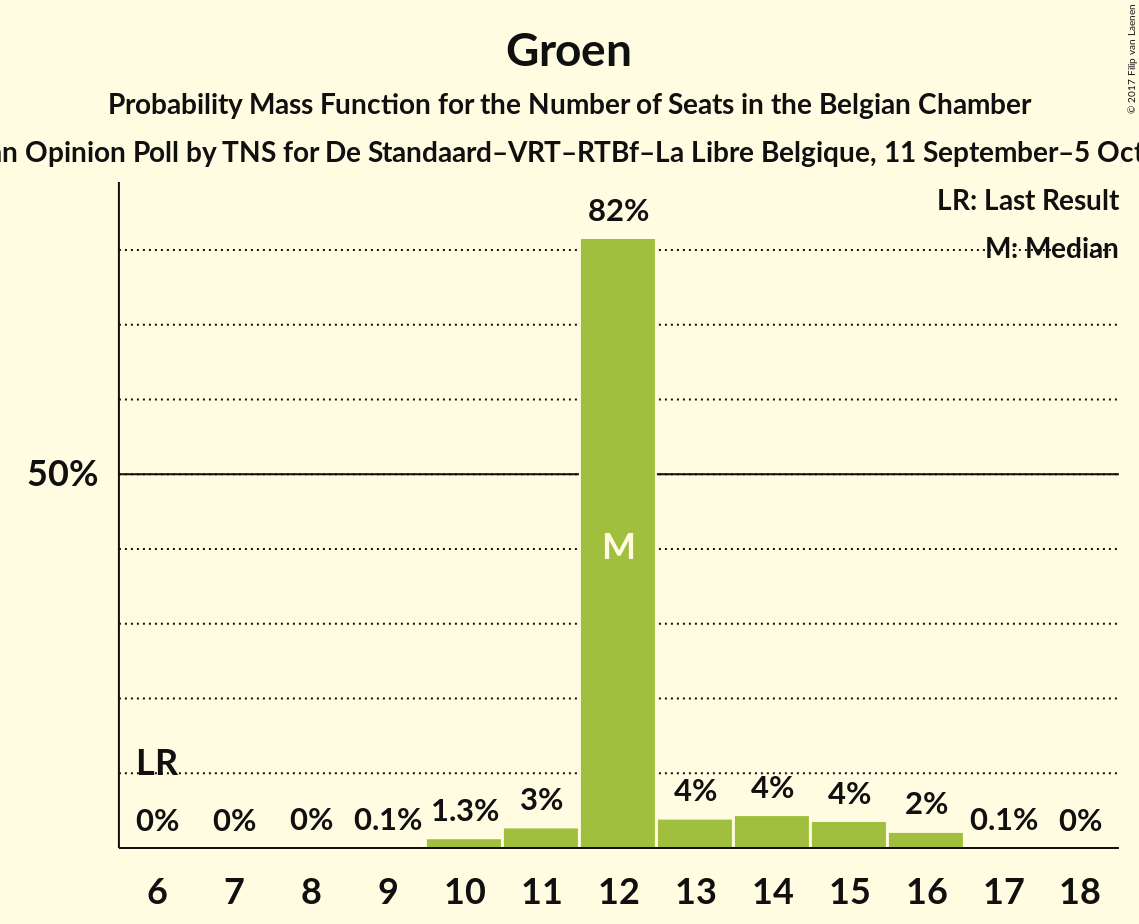 Groen
Probability Mass Function for the Number of Seats in the Belgian Chamber
Opinion Poll by TNS for De Standaard–VRT–RTBf–La Libre Belgique, 11 September–5
© 2017 Filip van Laenen
LR: Last Result
M: Median
82%
50%
M
LR
0% 0% 0% 0.1% 1.3% 3% 4% 4% 4% 2% 0.1% 0%
6 7 8 9 10 11 12 13 14 15 16 17 18